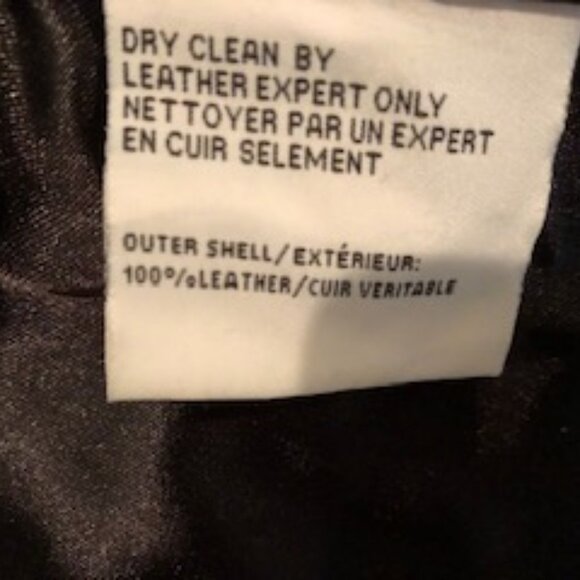 DRY CLEAN BY
LEATHER EXPERT ONLY
NETTOYER PAR UN EXPERT
EN CUIR SELEMENT
OUTER SHELL/EXTÉRIEUR:
100%LEATHER/CUIR VERITABLE